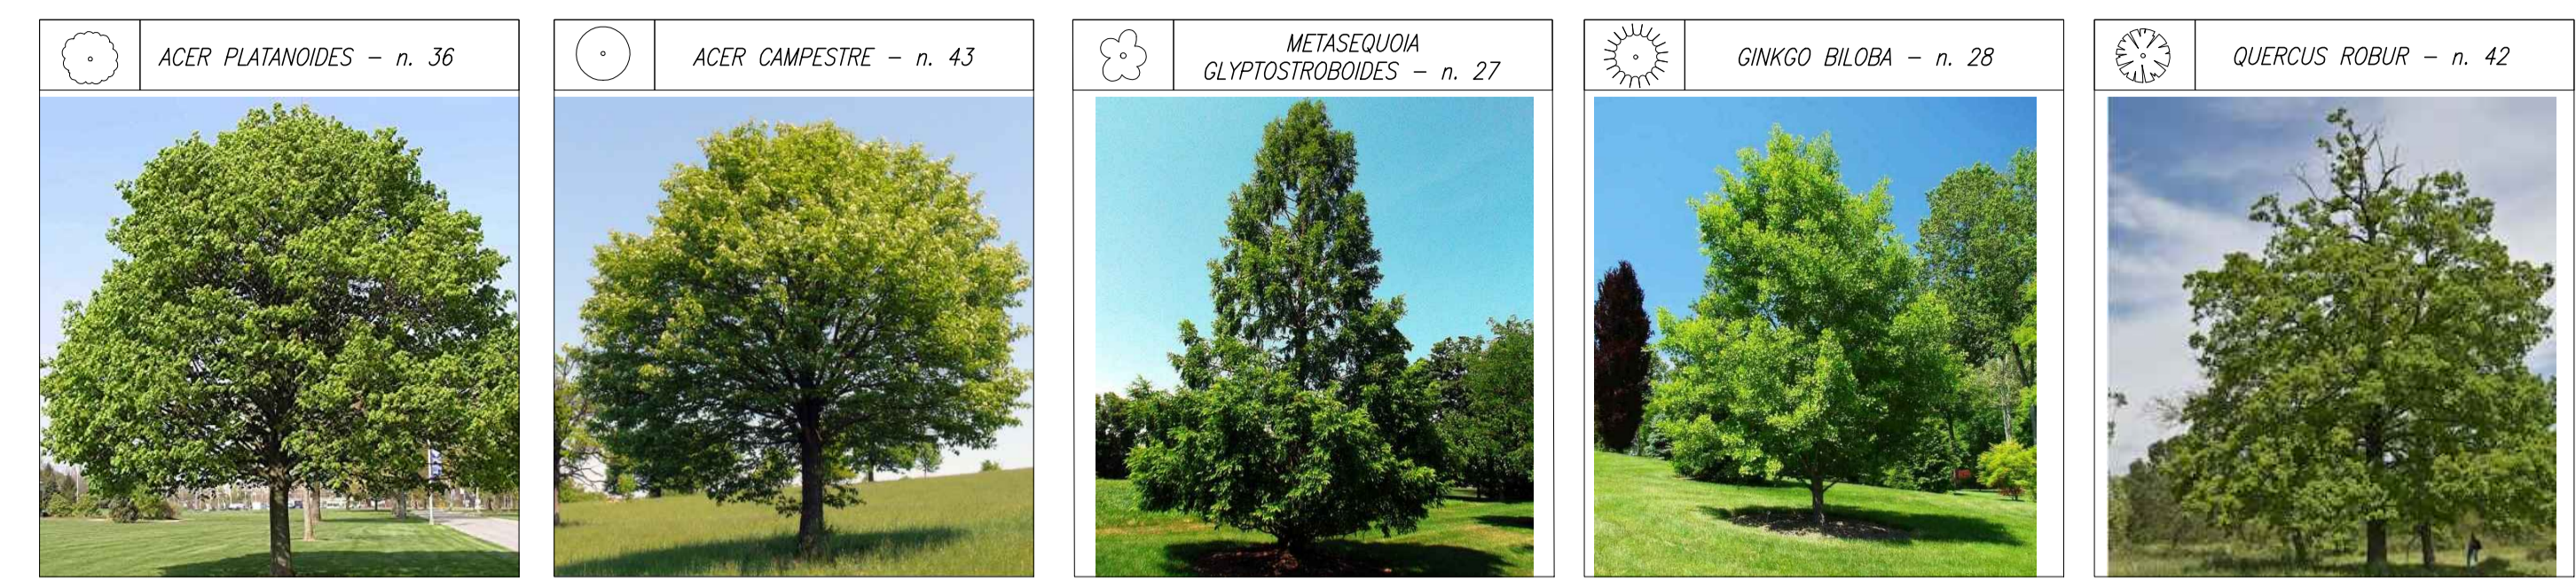 ACER PLATANOIDES – n. 36
ACER CAMPESTRE – n. 43
METASEQUOIA
GLYPTOSTROBOIDES – n. 27
GINKGO BILOBA – n. 28
QUERCUS ROBUR – n. 42